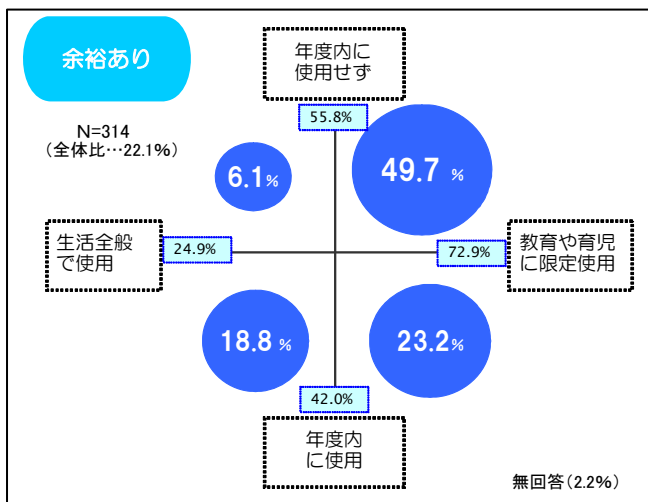 余裕あり
年度内に
使用せず
N=314
(全体比…22.1%)
55.8%
6.1%
49.7 %
生活全般
で使用
24.9%
72.9%
教育や育児
に限定使用
18.8 %
23.2%
42.0%
年度内
に使用
無回答(2.2%)